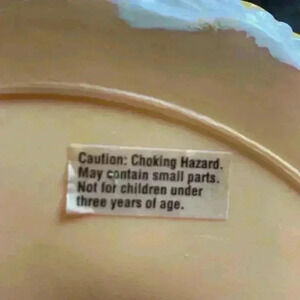 Caution: Choking Hazard.
May contain small parts.
Not for children under
three years of age.